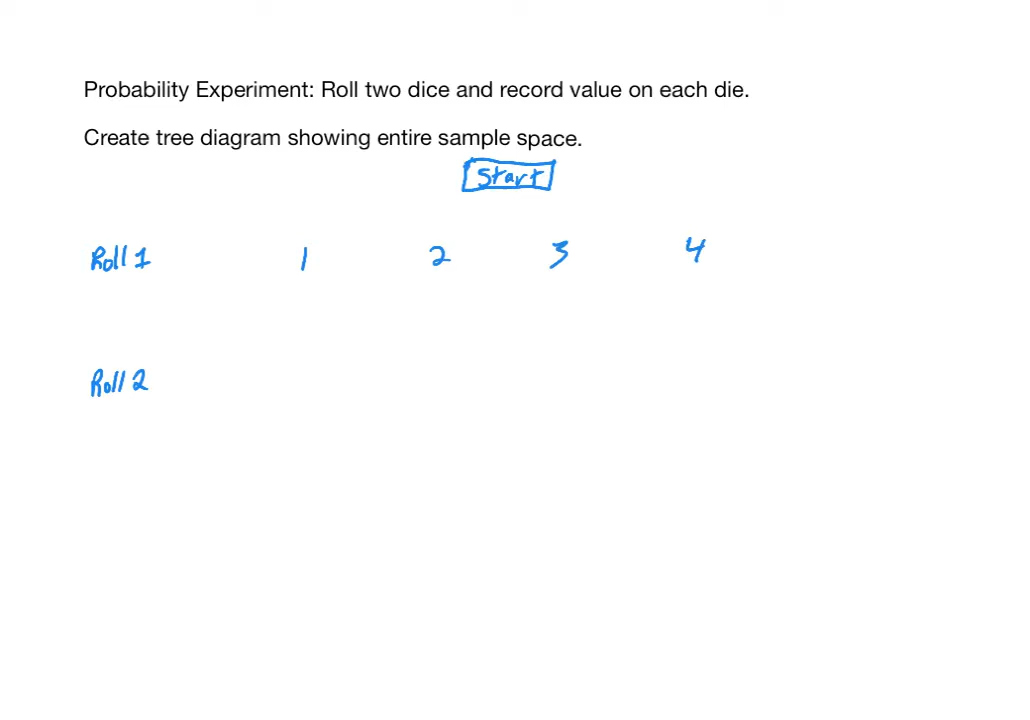 Probability Experiment: Roll two dice and record value on each die.
Create tree diagram showing entire sample space.
Start
Roll 1 1 2 3 4
Roll 2